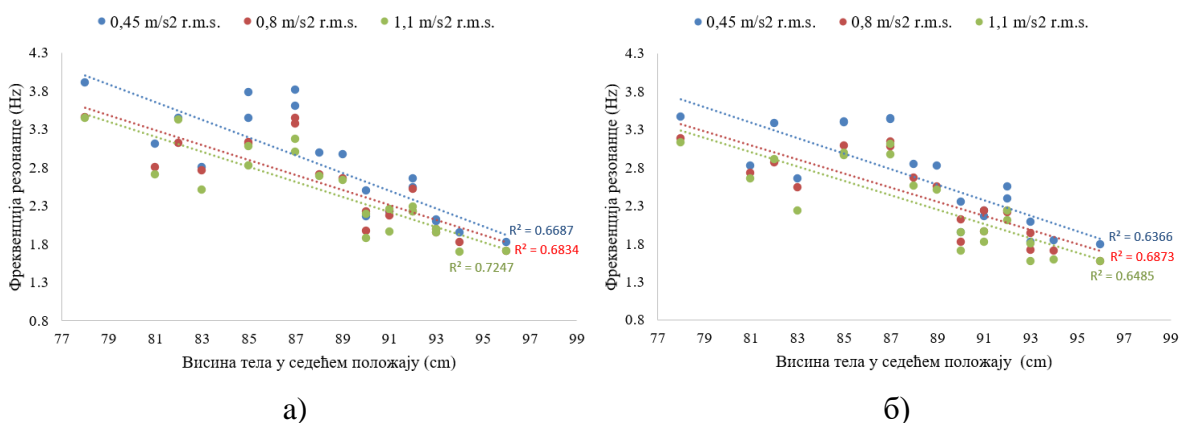 0,45 m/s2 r.m.s. 0,8 m/s2 r.m.s. 1,1 m/s2 r.m.s.
4.3
3.8
3.3
2.8
2.3
1.8
1.3
0.8
Фреквенција резонанце (Hz)
R² = 0.6687
R² = 0.6834
R² = 0.7247
77 79 81 83 85 87 89 91 93 95 97 99
Висина тела у седећем положају (cm)
а)
0,45 m/s2 r.m.s. 0,8 m/s2 r.m.s. 1,1 m/s2 r.m.s.
4.3
3.8
3.3
2.8
2.3
1.8
1.3
0.8
Фреквенција резонанце (Hz)
R² = 0.6366
R² = 0.6873
R² = 0.6485
77 79 81 83 85 87 89 91 93 95 97 99
Висина тела у седећем положају (cm)
б)